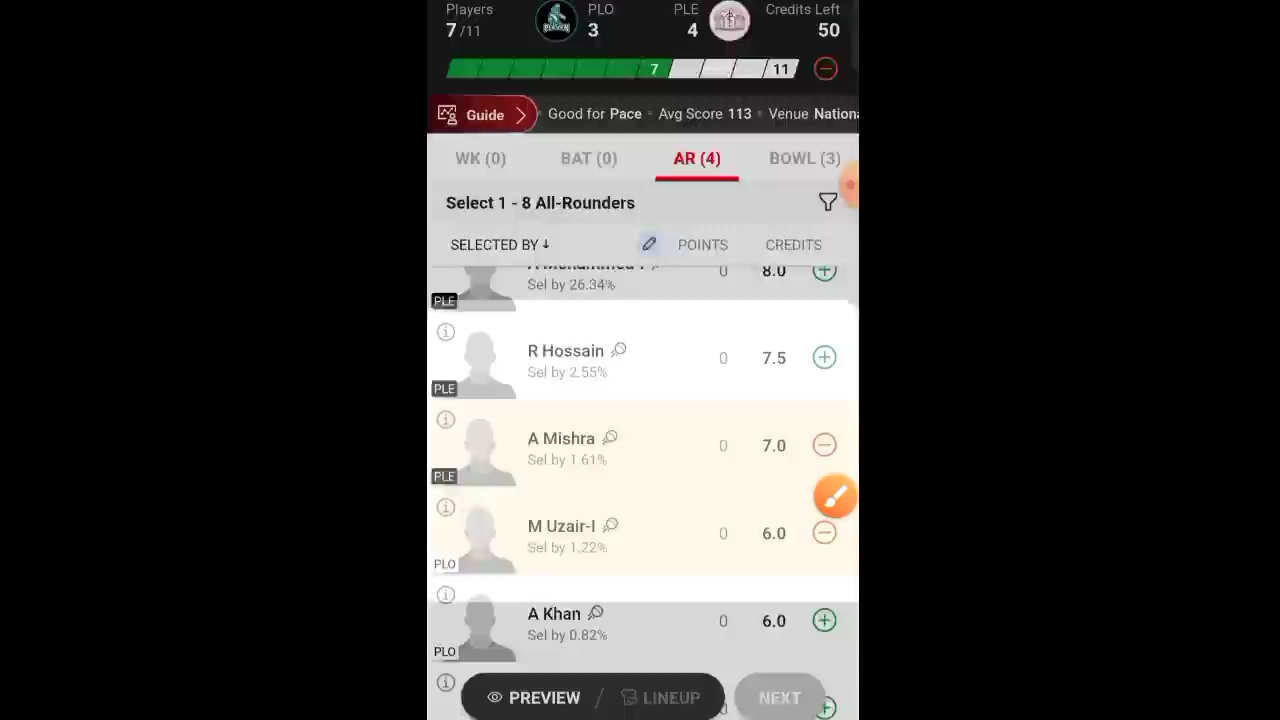 Players PLO PLE Credits Left
7/11 3 4 50
7 11
Guide Good for Pace • Avg Score 113 • Venue Nationa
WK (0) BAT (0) AR (4) BOWL (3)
Select 1 - 8 All-Rounders
SELECTED BY ↓ POINTS CREDITS
0 8.0
Sel by 26.34%
PLE
R Hossain 0 7.5
Sel by 2.55%
PLE
A Mishra 0 7.0
Sel by 1.61%
PLE
M Uzair-I 0 6.0
Sel by 1.22%
PLO
A Khan 0 6.0
Sel by 0.82%
PLO
PREVIEW / LINEUP NEXT